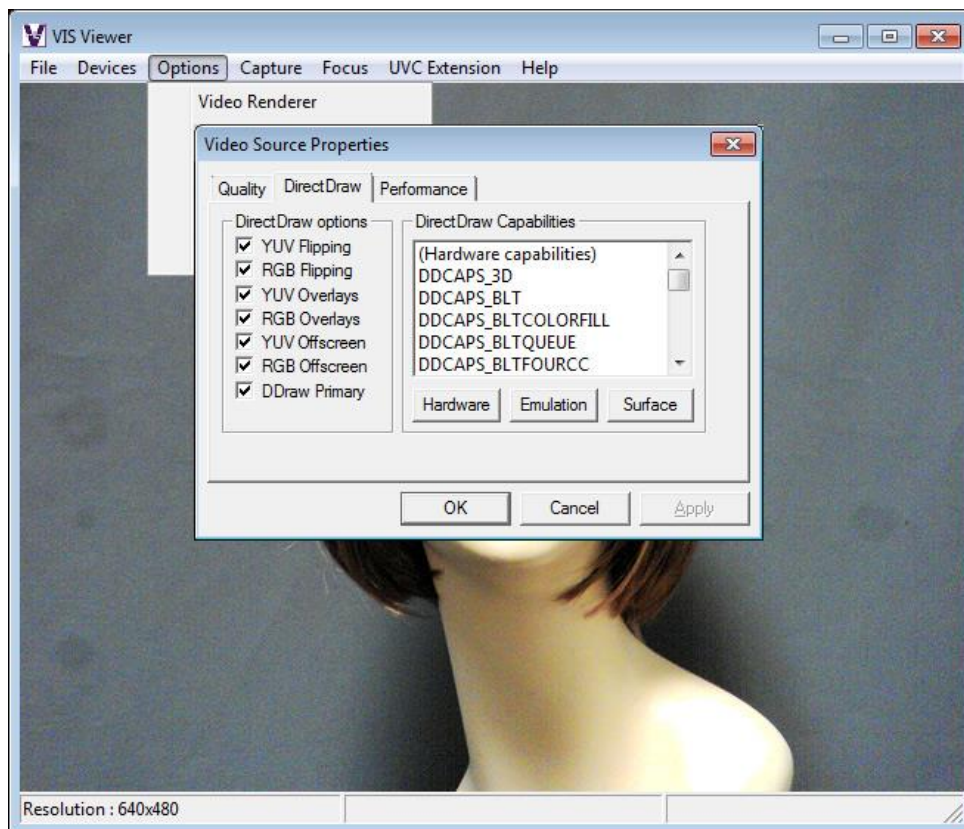 VIS Viewer
File Devices Options Capture Focus UVC Extension Help
Video Renderer
Video Source Properties
Quality DirectDraw Performance
DirectDraw options
YUV Flipping
RGB Flipping
YUV Overlays
RGB Overlays
YUV Offscreen
RGB Offscreen
DDraw Primary
DirectDraw Capabilities
(Hardware capabilities)
DDCAPS_3D
DDCAPS_BLT
DDCAPS_BLTCOLORFILL
DDCAPS_BLTQUEUE
DDCAPS_BLTFOURCC
Hardware Emulation Surface
OK Cancel Apply
Resolution : 640x480